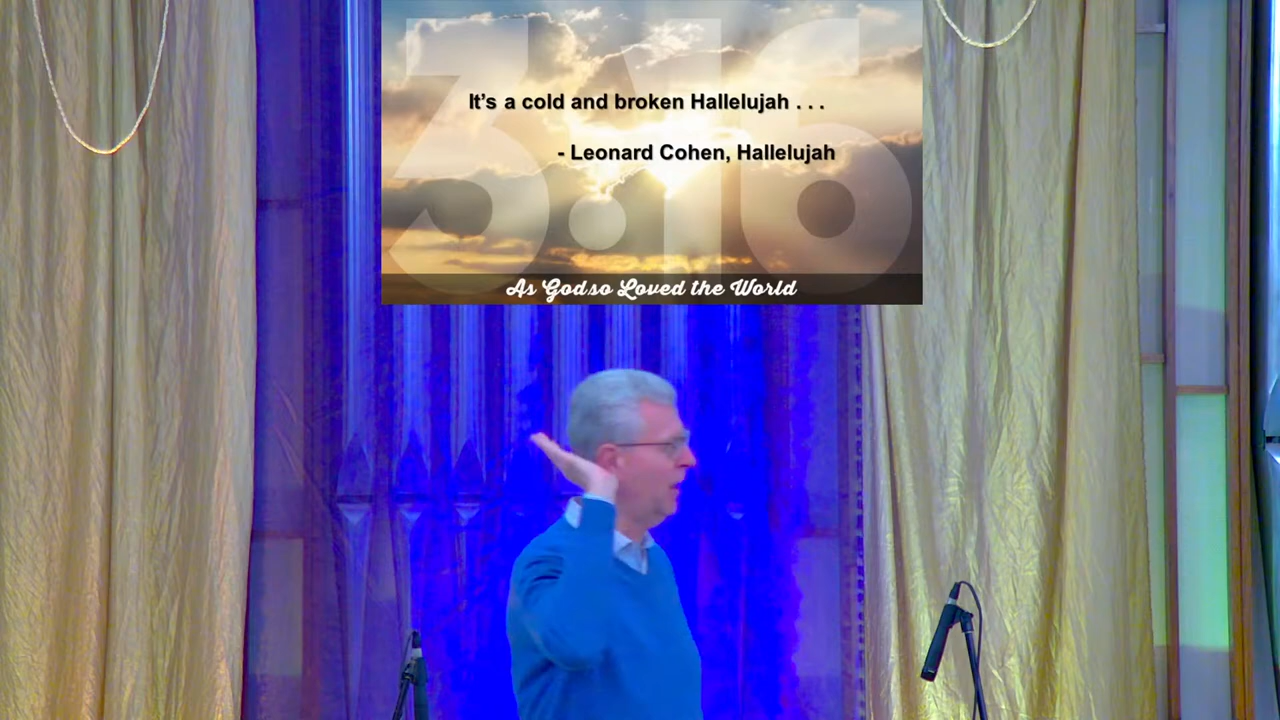 3:16
It's a cold and broken Hallelujah . . .
- Leonard Cohen, Hallelujah
As God so Loved the World